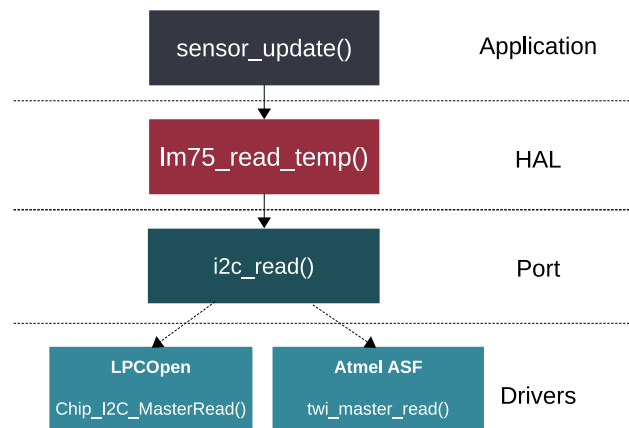 sensor_update()
Application
lm75_read_temp()
HAL
i2c_read()
Port
LPCOpen
Chip_I2C_MasterRead()
Atmel ASF
twi_master_read()
Drivers